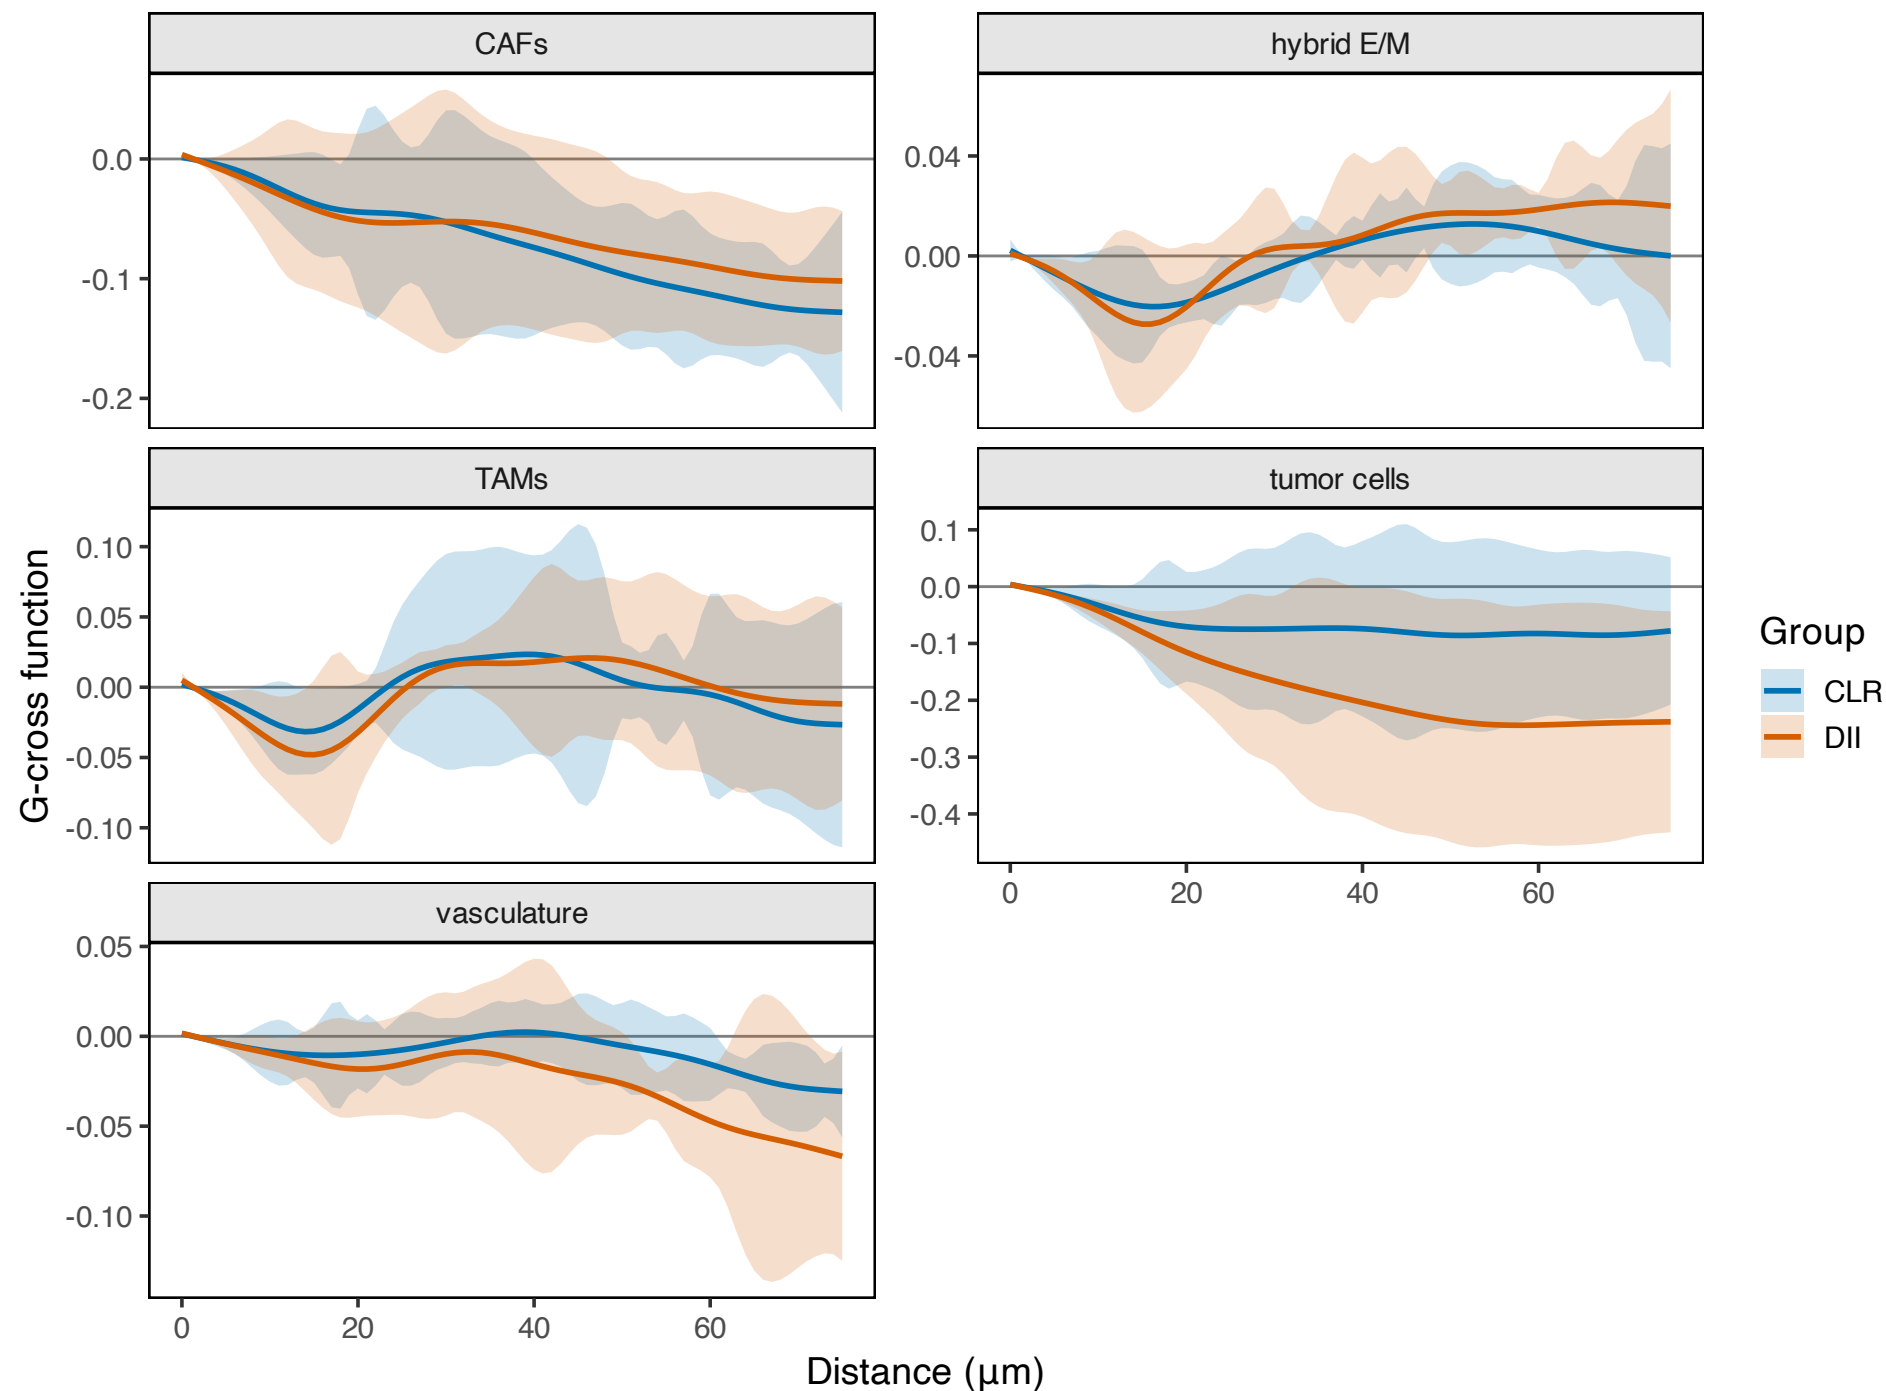 CAFs
hybrid E/M
0.0
-0.1
-0.2
0.04
0.00
-0.04
TAMs
tumor cells
0.10
0.05
0.00
-0.05
-0.10
0.1
0.0
-0.1
-0.2
-0.3
-0.4
0 20 40 60
vasculature
0.05
0.00
-0.05
-0.10
0 20 40 60
Distance (μm)
G-cross function
Group
CLR
DII